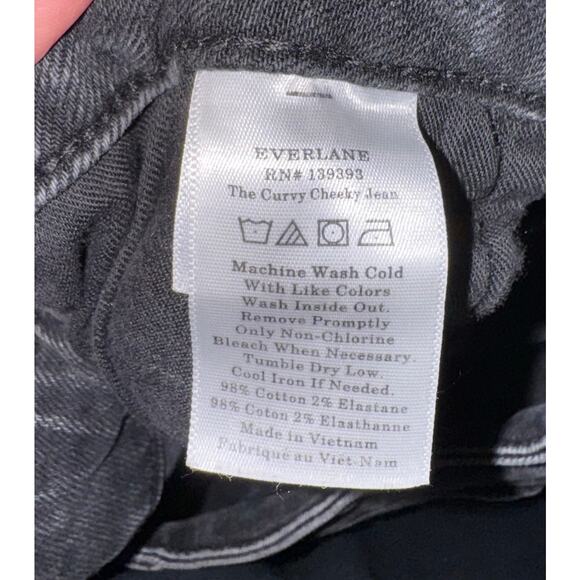 EVERLANE
RN# 139393
The Curvy Cheeky Jean
Machine Wash Cold
With Like Colors
Wash Inside Out.
Remove Promptly
Only Non-Chlorine
Bleach When Necessary.
Tumble Dry Low.
Cool Iron If Needed.
98% Cotton 2% Elastane
98% Coton 2% Elasthanne
Made in Vietnam
Fabriqué au Viêt-Nam